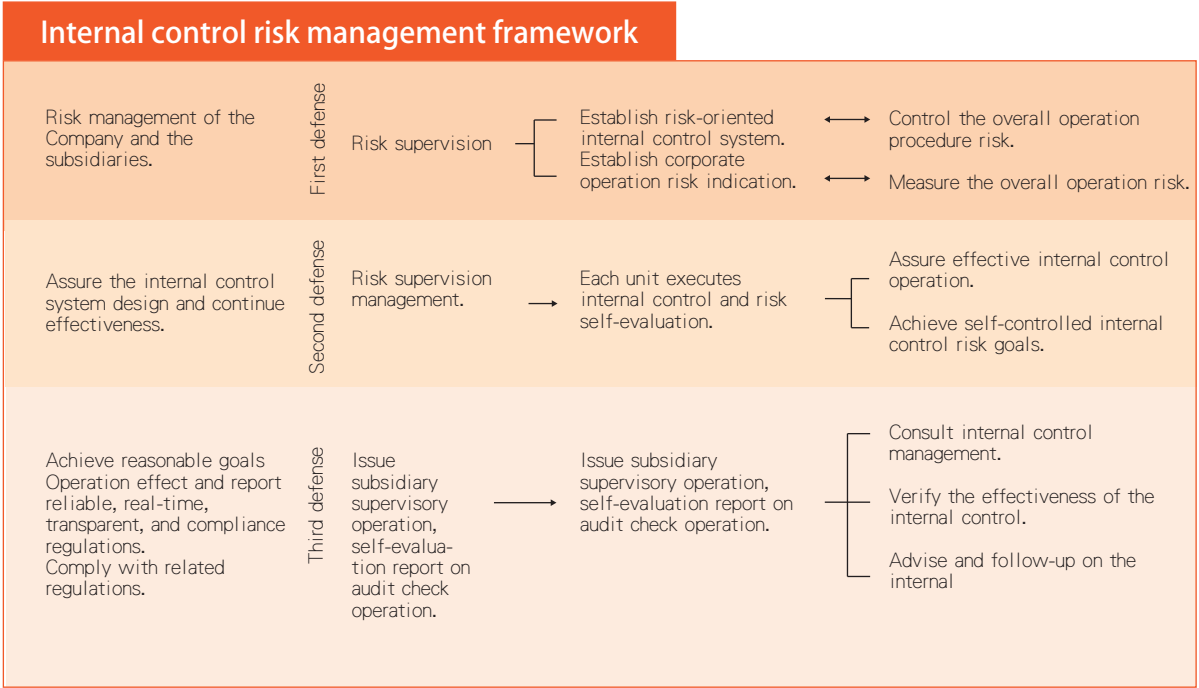 Internal control risk management framework
Risk management of the
Company and the
subsidiaries.
First defense
Risk supervision
Establish risk-oriented
internal control system.
Establish corporate
operation risk indication.
Control the overall operation
procedure risk.
Measure the overall operation risk.
Assure the internal control
system design and continue
effectiveness.
Second defense
Risk supervision
management.
Each unit executes
internal control and risk
self-evaluation.
Assure effective internal control
operation.
Achieve self-controlled internal
control risk goals.
Achieve reasonable goals
Operation effect and report
reliable, real-time,
transparent, and compliance
regulations.
Comply with related
regulations.
Third defense
Issue
subsidiary
supervisory
operation,
self-evalua-
tion report on
audit check
operation.
Issue subsidiary
supervisory operation,
self-evaluation report on
audit check operation.
Consult internal control
management.
Verify the effectiveness of the
internal control.
Advise and follow-up on the
internal